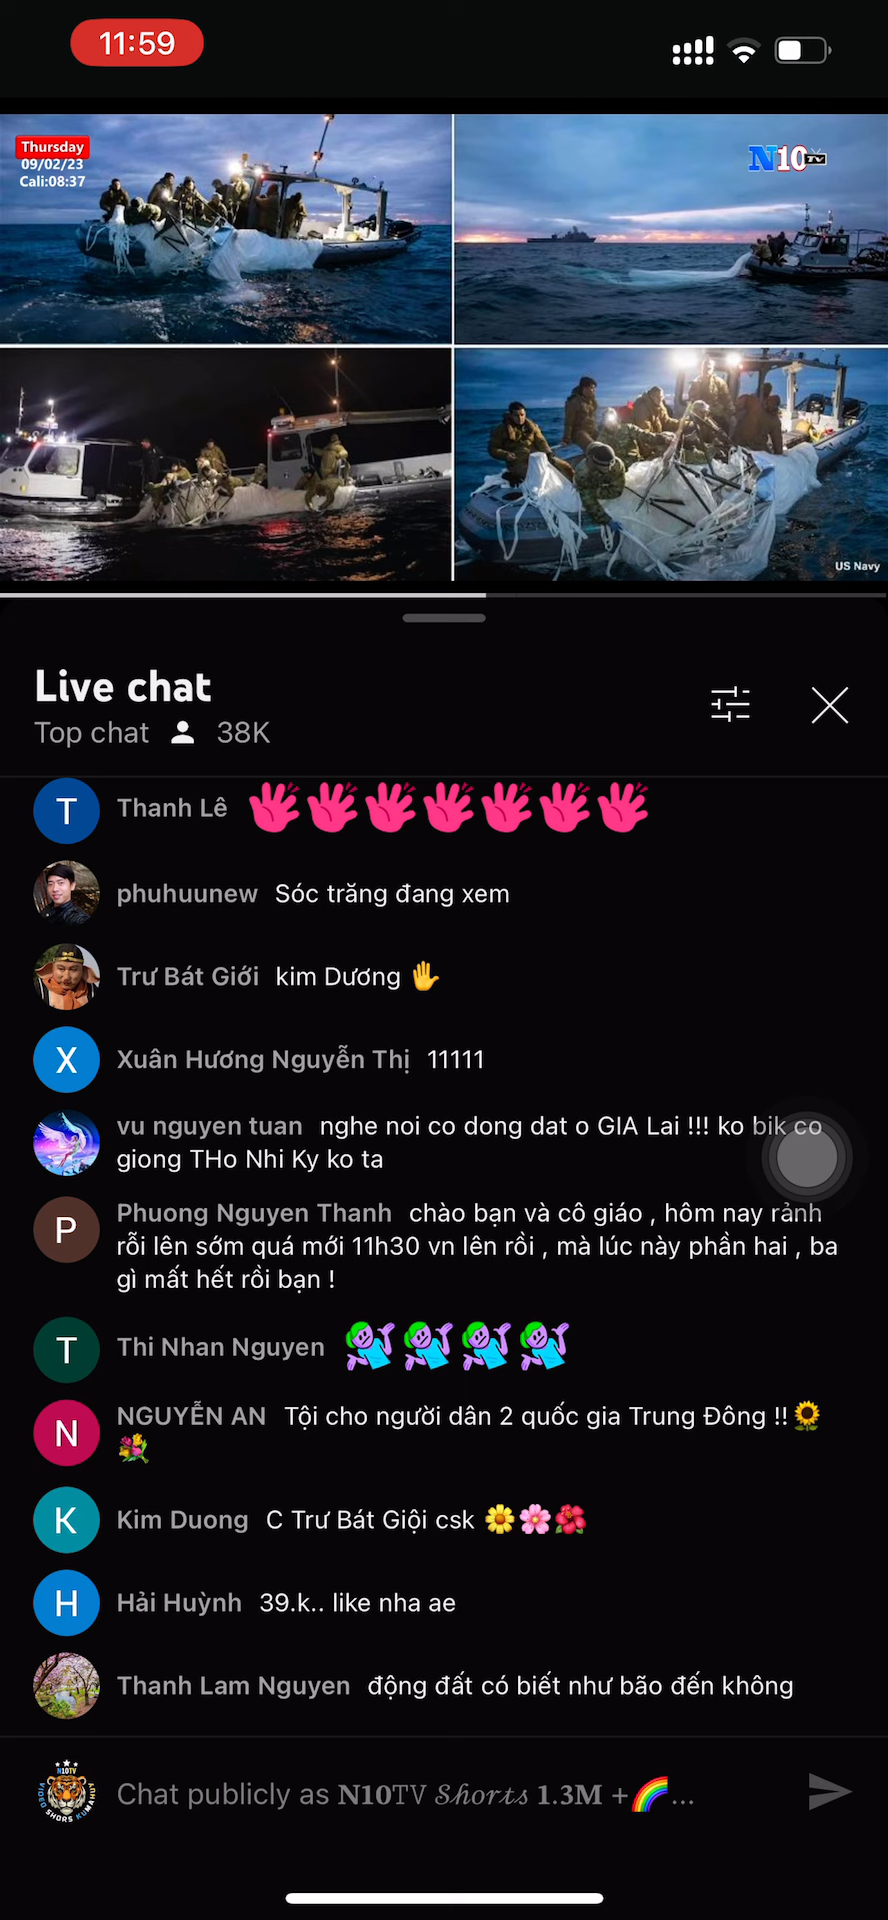 11:59
Thursday
09/02/23
Cali:08:37
N10TV
US Navy
Live chat
Top chat 38K
T
Thanh Lê
phuhuunew Sóc trăng đang xem
Trư Bát Giới kim Dương 🖐
X
Xuân Hương Nguyễn Thị 11111
vu nguyen tuan nghe noi co dong dat o GIA Lai !!! ko bik co
giong THo Nhi Ky ko ta
P
Phuong Nguyen Thanh chào bạn và cô giáo , hôm nay rảnh
rỗi lên sớm quá mới 11h30 vn lên rồi , mà lúc này phần hai , ba
gì mất hết rồi bạn !
T
Thi Nhan Nguyen
N
NGUYỄN AN Tội cho người dân 2 quốc gia Trung Đông !!🌻
💐
K
Kim Duong C Trư Bát Giội csk 🌼🌸🌺
H
Hải Huỳnh 39.k.. like nha ae
Thanh Lam Nguyen động đất có biết như bão đến không
N10TV
VIDEO SHORS KUMAHUY
Chat publicly as N10TV Shorts 1.3M +🌈...